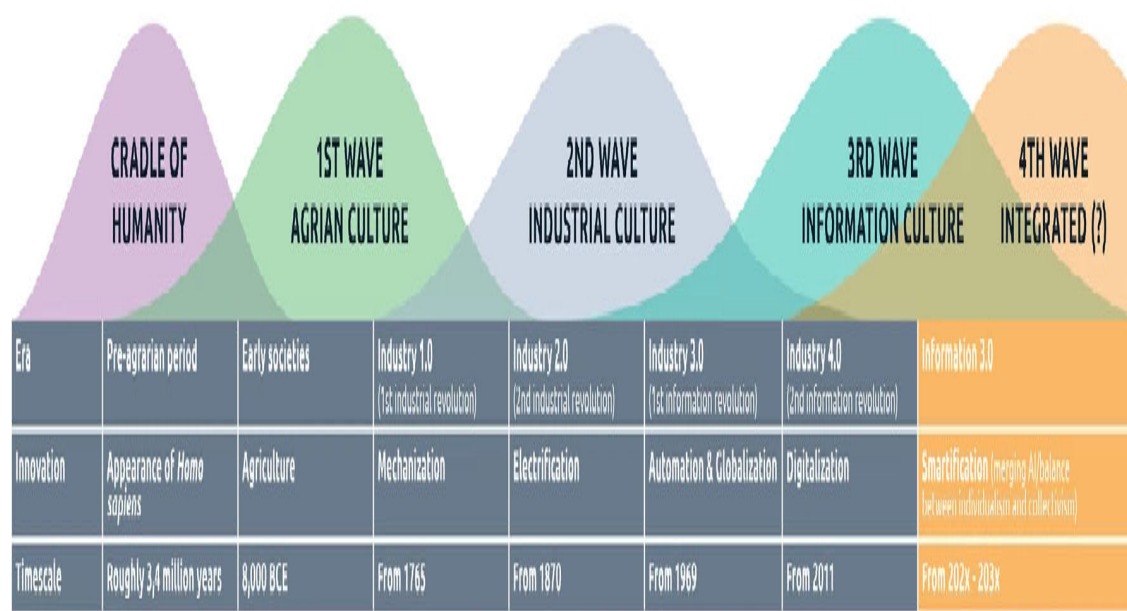 CRADLE OF
HUMANITY
1ST WAVE
AGRIAN CULTURE
2ND WAVE
INDUSTRIAL CULTURE
3RD WAVE
INFORMATION CULTURE
4TH WAVE
INTEGRATED (?)
Era
Pre-agrarian period
Early societies
Industry 1.0
(1st industrial revolution)
Industry 2.0
(2nd industrial revolution)
Industry 3.0
(1st information revolution)
Industry 4.0
(2nd information revolution)
Information 3.0
Innovation
Appearance of Homo
sapiens
Agriculture
Mechanization
Electrification
Automation & Globalization
Digitalization
Smartification (merging AI/balance
between individualism and collectivism)
Timescale
Roughly 3,4 million years
8,000 BCE
From 1765
From 1870
From 1969
From 2011
From 202x - 203x